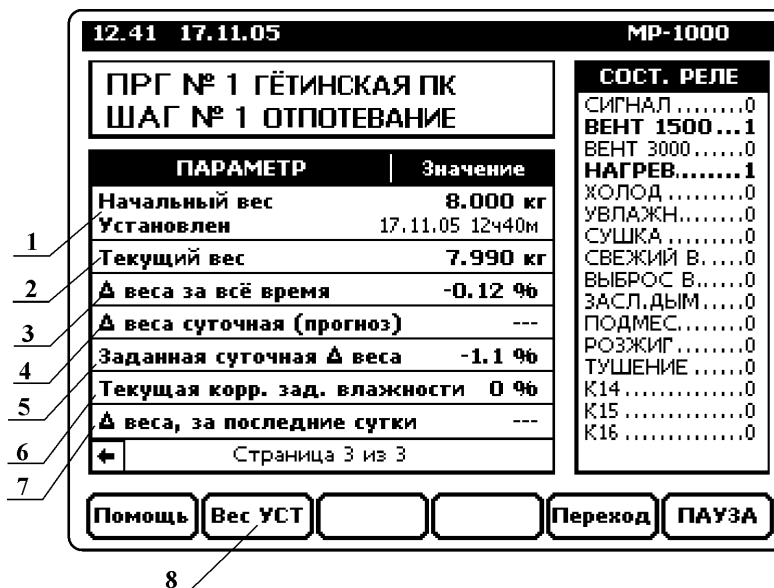 12.41 17.11.05 МР-1000
ПРГ № 1 ГЁТИНСКАЯ ПК
ШАГ № 1 ОТПОТЕВАНИЕ
ПАРАМЕТР Значение
Начальный вес 8.000 кг
Установлен 17.11.05 12ч40м
Текущий вес 7.990 кг
Δ веса за всё время -0.12 %
Δ веса суточная (прогноз) ---
Заданная суточная Δ веса -1.1 %
Текущая корр. зад. влажности 0 %
Δ веса, за последние сутки ---
← Страница 3 из 3
СОСТ. РЕЛЕ
СИГНАЛ ........0
ВЕНТ 1500...1
ВЕНТ 3000......0
НАГРЕВ........1
ХОЛОД .........0
УВЛАЖН........0
СУШКА .........0
СВЕЖИЙ В.....0
ВЫБРОС В......0
ЗАСЛ.ДЫМ.....0
ПОДМЕС........0
РОЗЖИГ........0
ТУШЕНИЕ ......0
К14 .............0
К15 .............0
К16 .............0
Помощь Вес УСТ Переход ПАУЗА
1
2
3
4
5
6
7
8